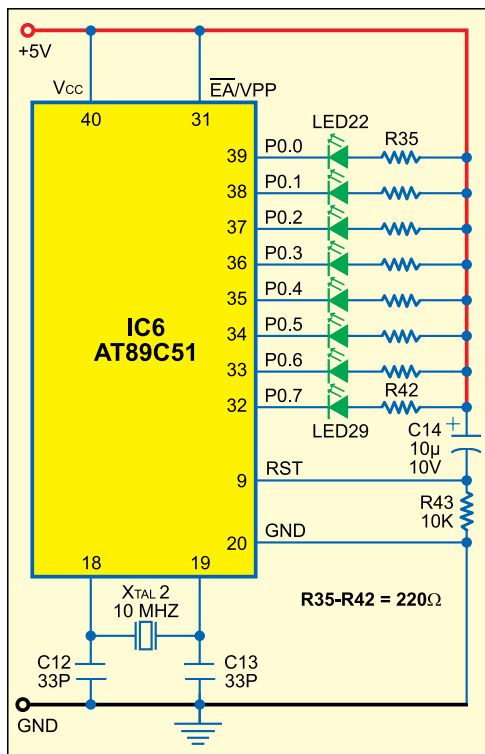 +5V
VCC
EA/VPP
40
31
LED22
R35
39
P0.0
38
P0.1
37
P0.2
36
P0.3
35
P0.4
34
P0.5
33
P0.6
32
P0.7
R42
LED29
IC6
AT89C51
C14
10µ
10V
+
9
RST
R43
10K
20
GND
18
19
XTAL 2
10 MHZ
R35-R42 = 220Ω
C12
33P
C13
33P
GND